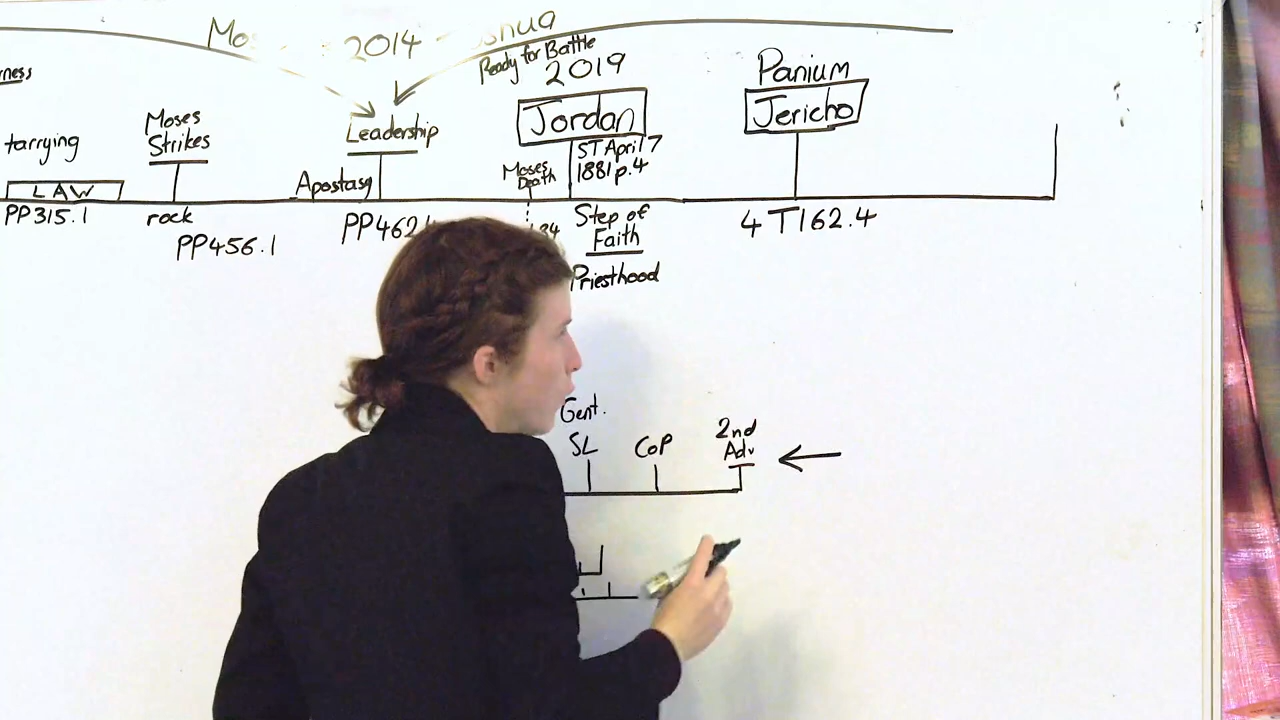 2014
Ready for Battle
2019
Panium
Jericho
Jordan
Moses
Strikes
Leadership
tarrying
ST April 7
1881 p.4
Moses
Death
Apostasy
LAW
PP315.1
rock
PP456.1
PP462
Step of
Faith
Priesthood
4T162.4
Gent.
SL
CoP
2nd
Adv